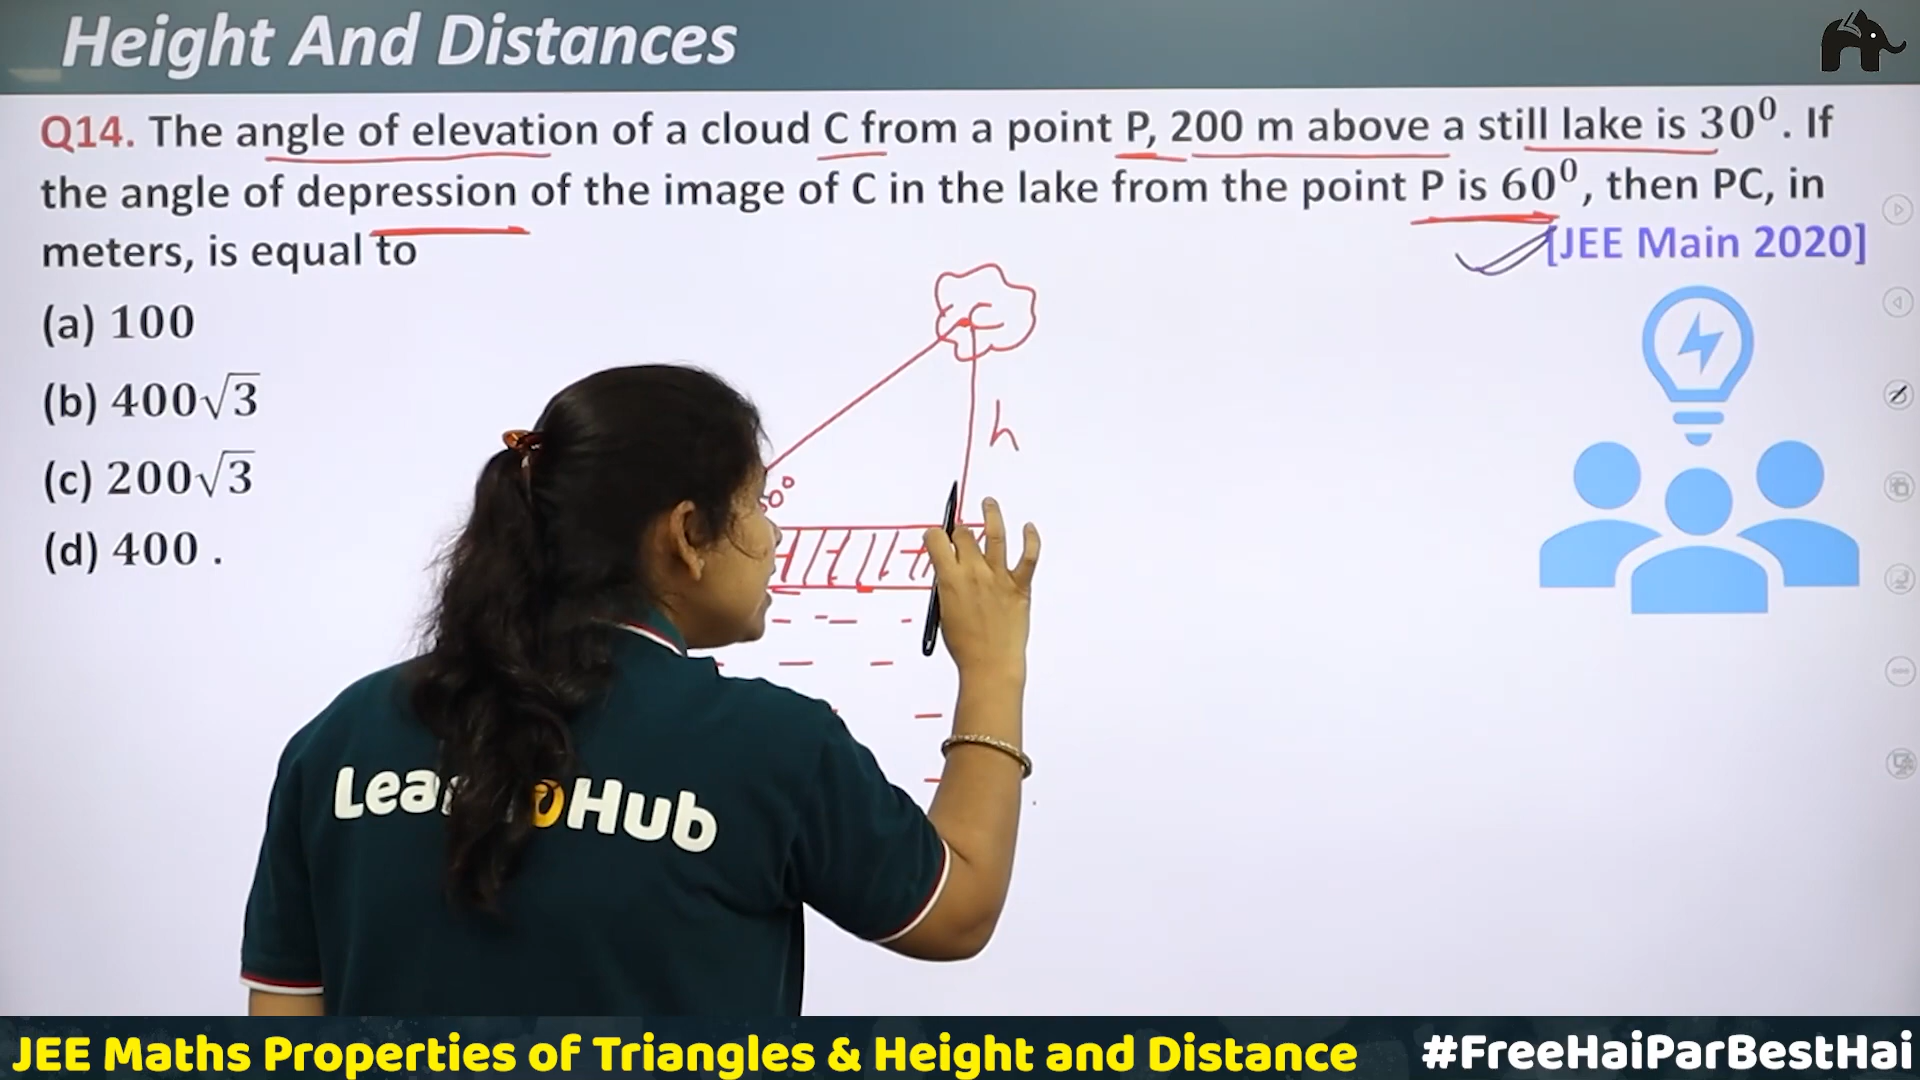 Height And Distances
Q14. The angle of elevation of a cloud C from a point P, 200 m above a still lake is 30⁰. If
the angle of depression of the image of C in the lake from the point P is 60⁰, then PC, in
meters, is equal to
[JEE Main 2020]
(a) 100
(b) 400√3
(c) 200√3
(d) 400 .
C
h
0°
Hub
JEE Maths Properties of Triangles & Height and Distance
#FreeHaiParBestHai